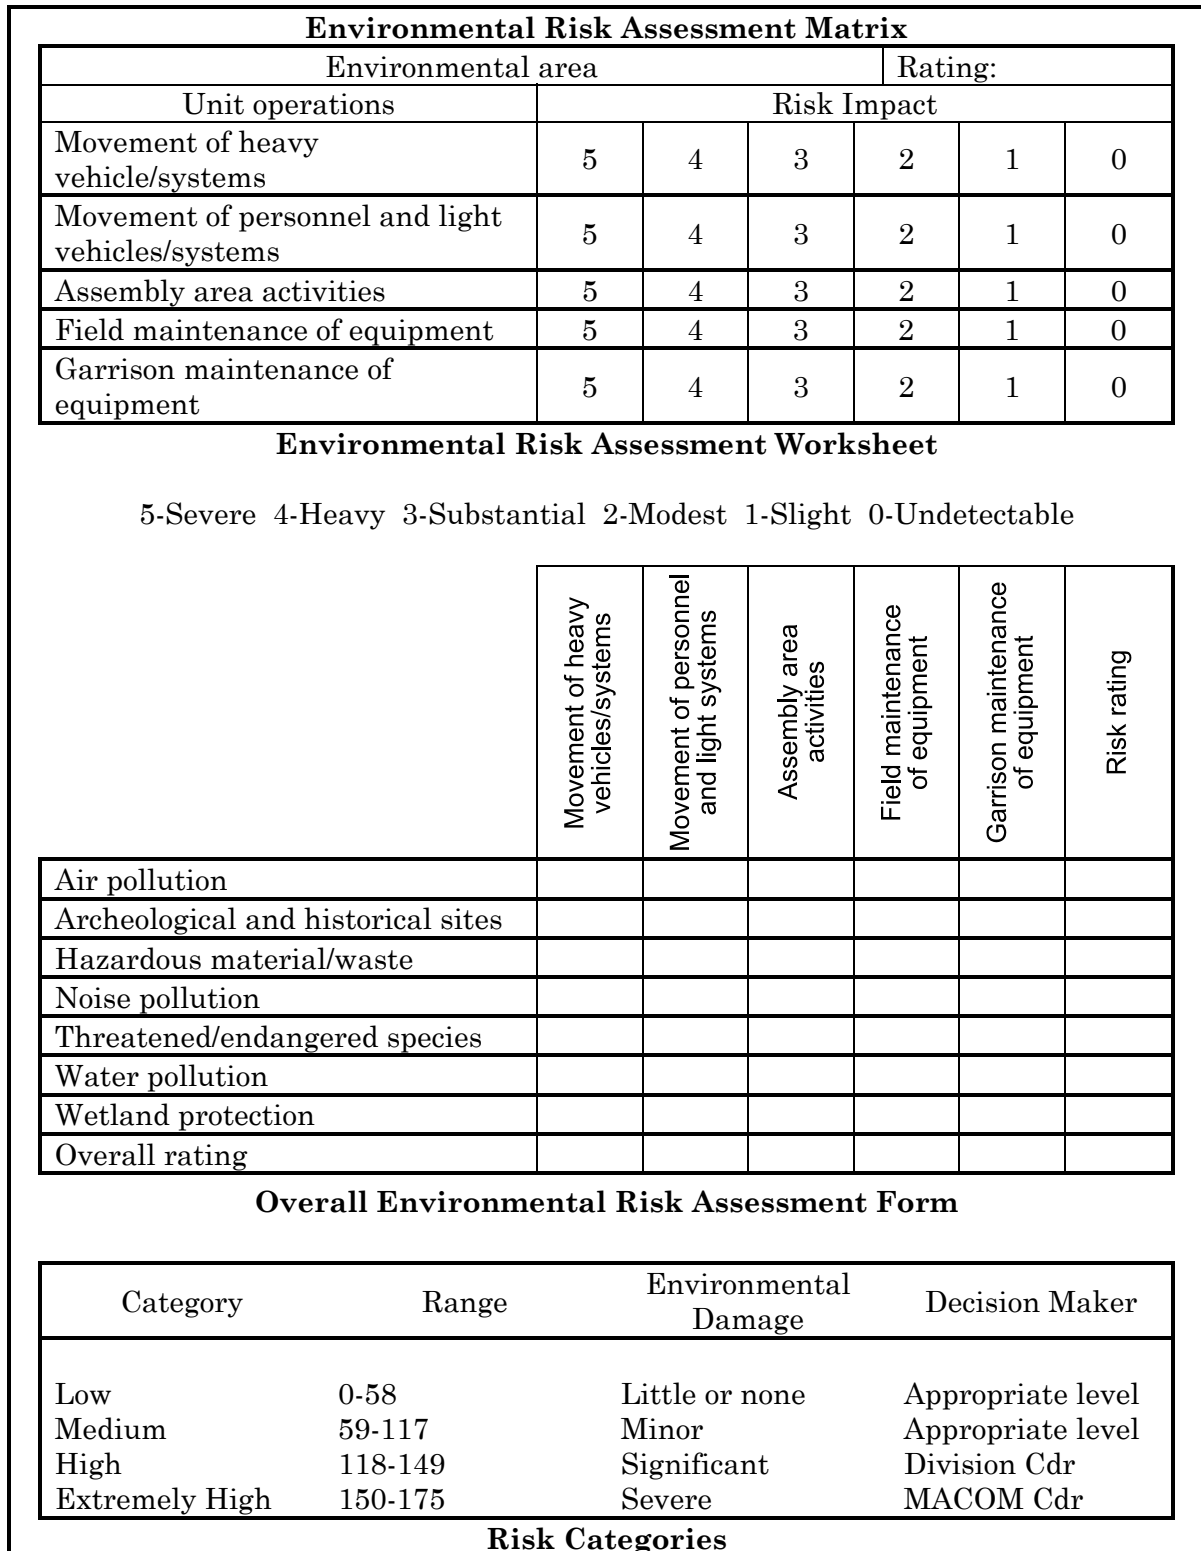 Environmental Risk Assessment Matrix
Environmental area Rating:
Unit operations Risk Impact
Movement of heavy
vehicle/systems 5 4 3 2 1 0
Movement of personnel and light
vehicles/systems 5 4 3 2 1 0
Assembly area activities 5 4 3 2 1 0
Field maintenance of equipment 5 4 3 2 1 0
Garrison maintenance of
equipment 5 4 3 2 1 0
Environmental Risk Assessment Worksheet
5-Severe 4-Heavy 3-Substantial 2-Modest 1-Slight 0-Undetectable
Movement of heavy
vehicles/systems
Movement of personnel
and light systems
Assembly area
activities
Field maintenance
of equipment
Garrison maintenance
of equipment
Risk rating
Air pollution
Archeological and historical sites
Hazardous material/waste
Noise pollution
Threatened/endangered species
Water pollution
Wetland protection
Overall rating
Overall Environmental Risk Assessment Form
Category Range Environmental
Damage Decision Maker
Low 0-58 Little or none Appropriate level
Medium 59-117 Minor Appropriate level
High 118-149 Significant Division Cdr
Extremely High 150-175 Severe MACOM Cdr
Risk Categories